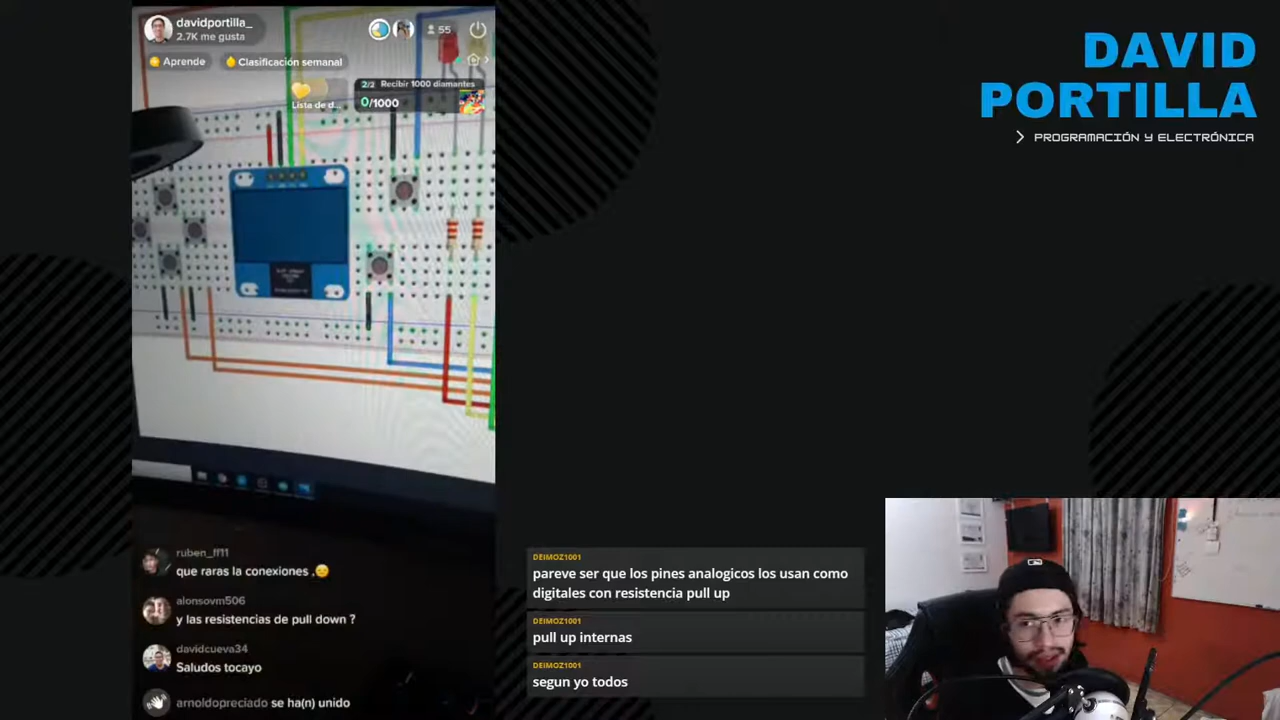 davidportilla_
2.7K me gusta
55
Aprende
Clasificación semanal
Lista de d...
2/2 Recibir 1000 diamantes
0/1000
DAVID
PORTILLA
PROGRAMACIÓN Y ELECTRÓNICA
ruben_ff11
que raras la conexiones ,😑
alonsovm506
y las resistencias de pull down ?
davidcueva34
Saludos tocayo
arnoldopreciado se ha(n) unido
DEIMOZ1001
pareve ser que los pines analogicos los usan como
digitales con resistencia pull up
DEIMOZ1001
pull up internas
DEIMOZ1001
segun yo todos